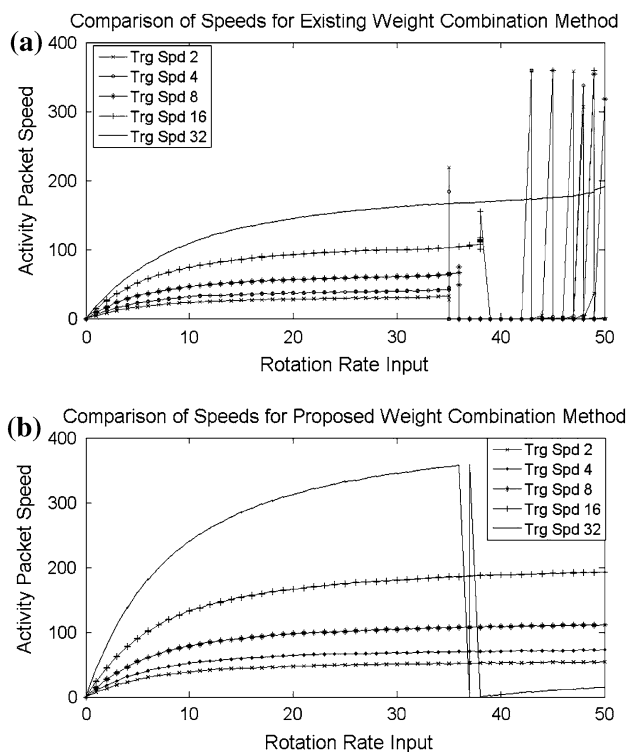 Comparison of Speeds for Existing Weight Combination Method
(a)
400
300
200
100
0
Activity Packet Speed
Trg Spd 2
Trg Spd 4
Trg Spd 8
Trg Spd 16
Trg Spd 32
0 10 20 30 40 50
Rotation Rate Input
Comparison of Speeds for Proposed Weight Combination Method
(b)
400
300
200
100
0
Activity Packet Speed
Trg Spd 2
Trg Spd 4
Trg Spd 8
Trg Spd 16
Trg Spd 32
0 10 20 30 40 50
Rotation Rate Input